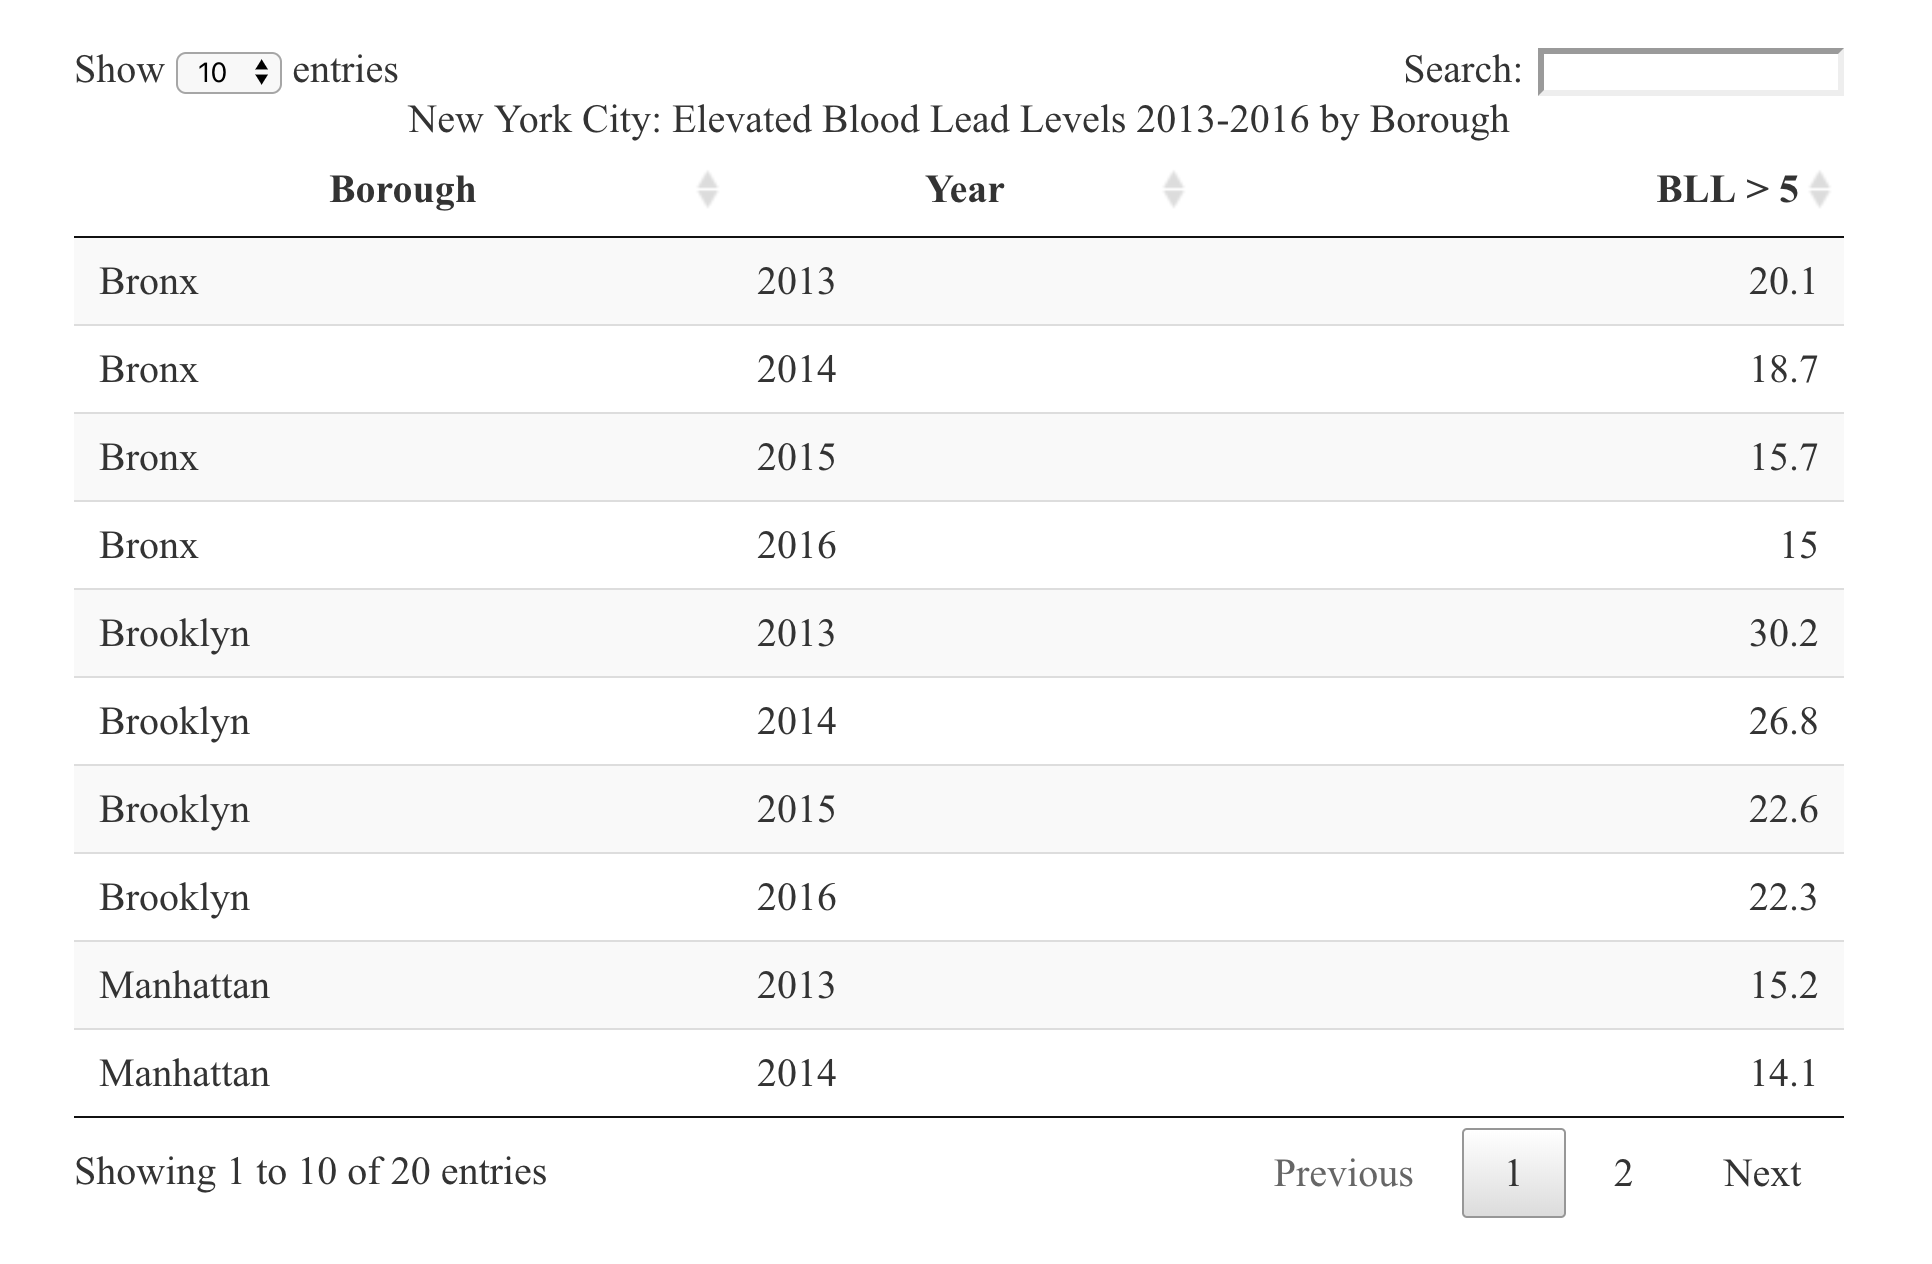 Show 10 entries Search:
New York City: Elevated Blood Lead Levels 2013-2016 by Borough
Borough Year BLL > 5
Bronx 2013 20.1
Bronx 2014 18.7
Bronx 2015 15.7
Bronx 2016 15
Brooklyn 2013 30.2
Brooklyn 2014 26.8
Brooklyn 2015 22.6
Brooklyn 2016 22.3
Manhattan 2013 15.2
Manhattan 2014 14.1
Showing 1 to 10 of 20 entries Previous 1 2 Next